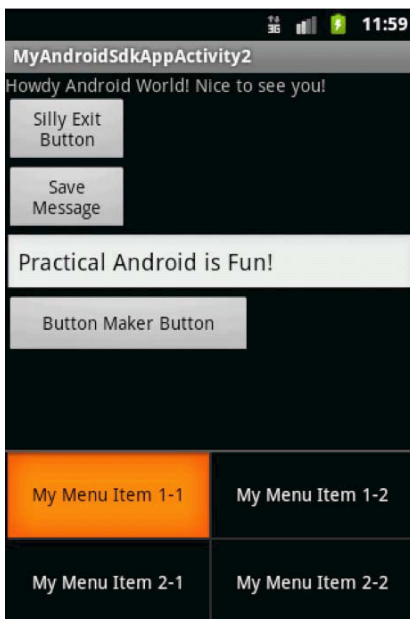 3G 11:59
MyAndroidSdkAppActivity2
Howdy Android World! Nice to see you!
Silly Exit
Button
Save
Message
Practical Android is Fun!
Button Maker Button
My Menu Item 1-1 My Menu Item 1-2
My Menu Item 2-1 My Menu Item 2-2